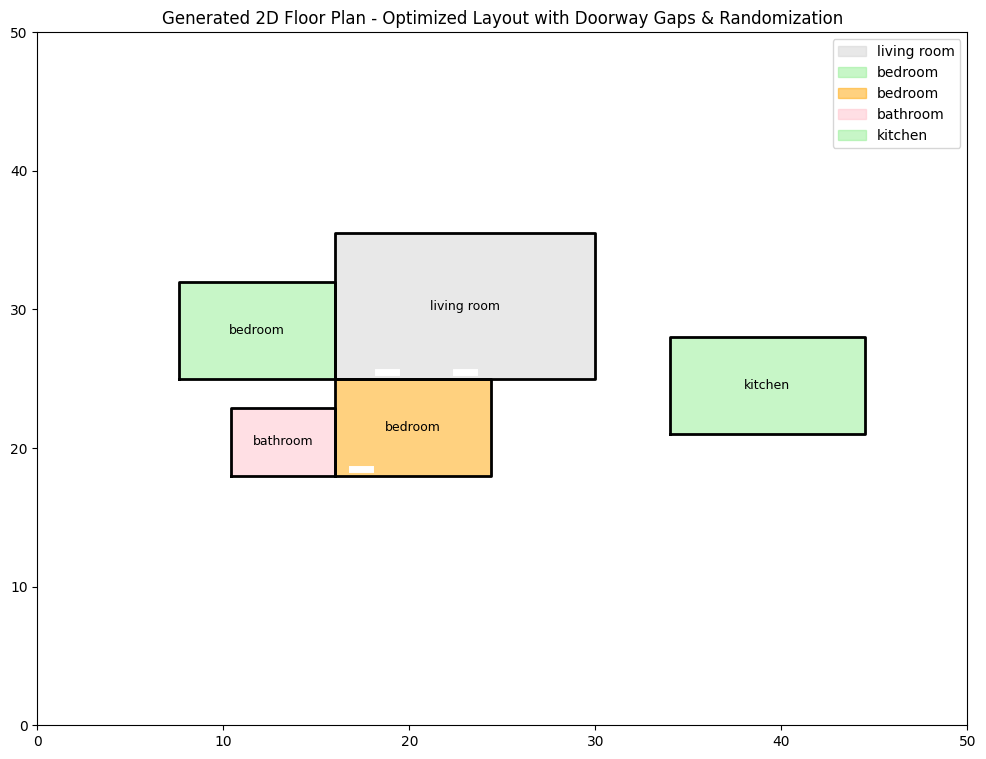 Generated 2D Floor Plan - Optimized Layout with Doorway Gaps & Randomization
living room
bedroom
bedroom
bathroom
kitchen
living room
bedroom
kitchen
bedroom
bathroom
50
40
30
20
10
0
0
10
20
30
40
50